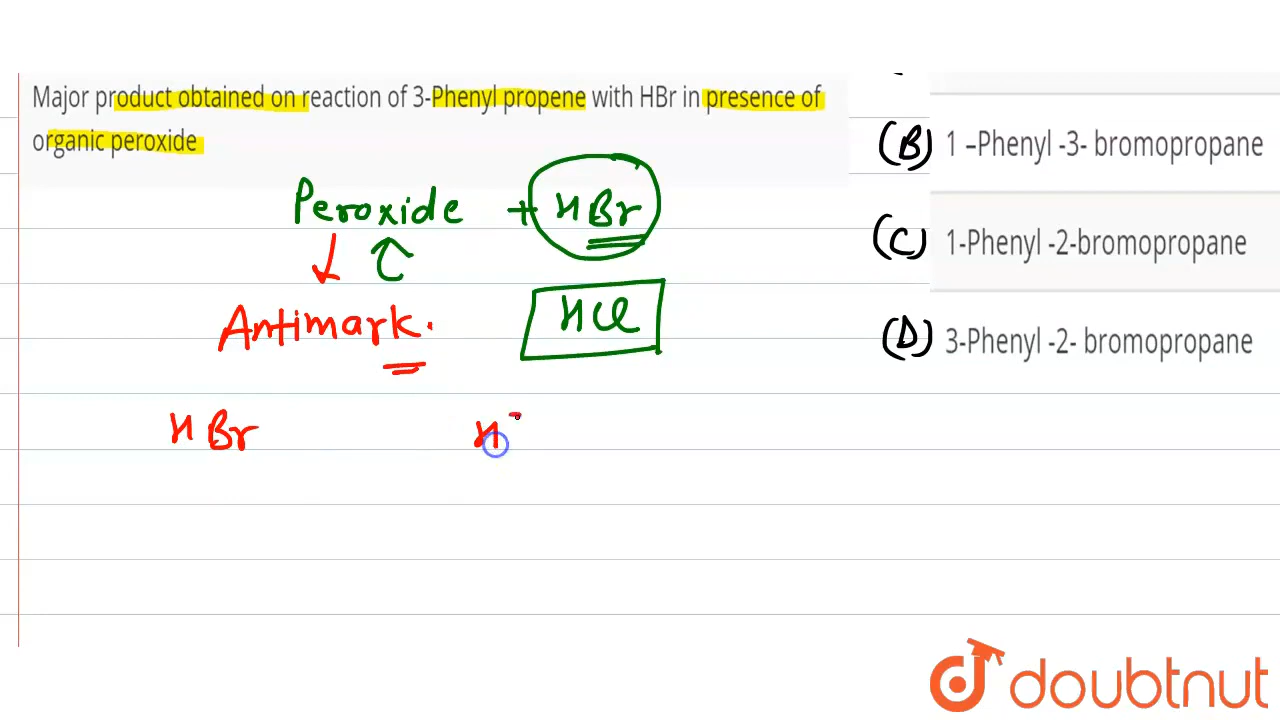 Major product obtained on reaction of 3-Phenyl propene with HBr in presence of
organic peroxide
(B) 1 –Phenyl -3- bromopropane
Peroxide + HBr
(C) 1-Phenyl -2-bromopropane
Antimark.
HCl
(D) 3-Phenyl -2- bromopropane
HBr H
doubtnut